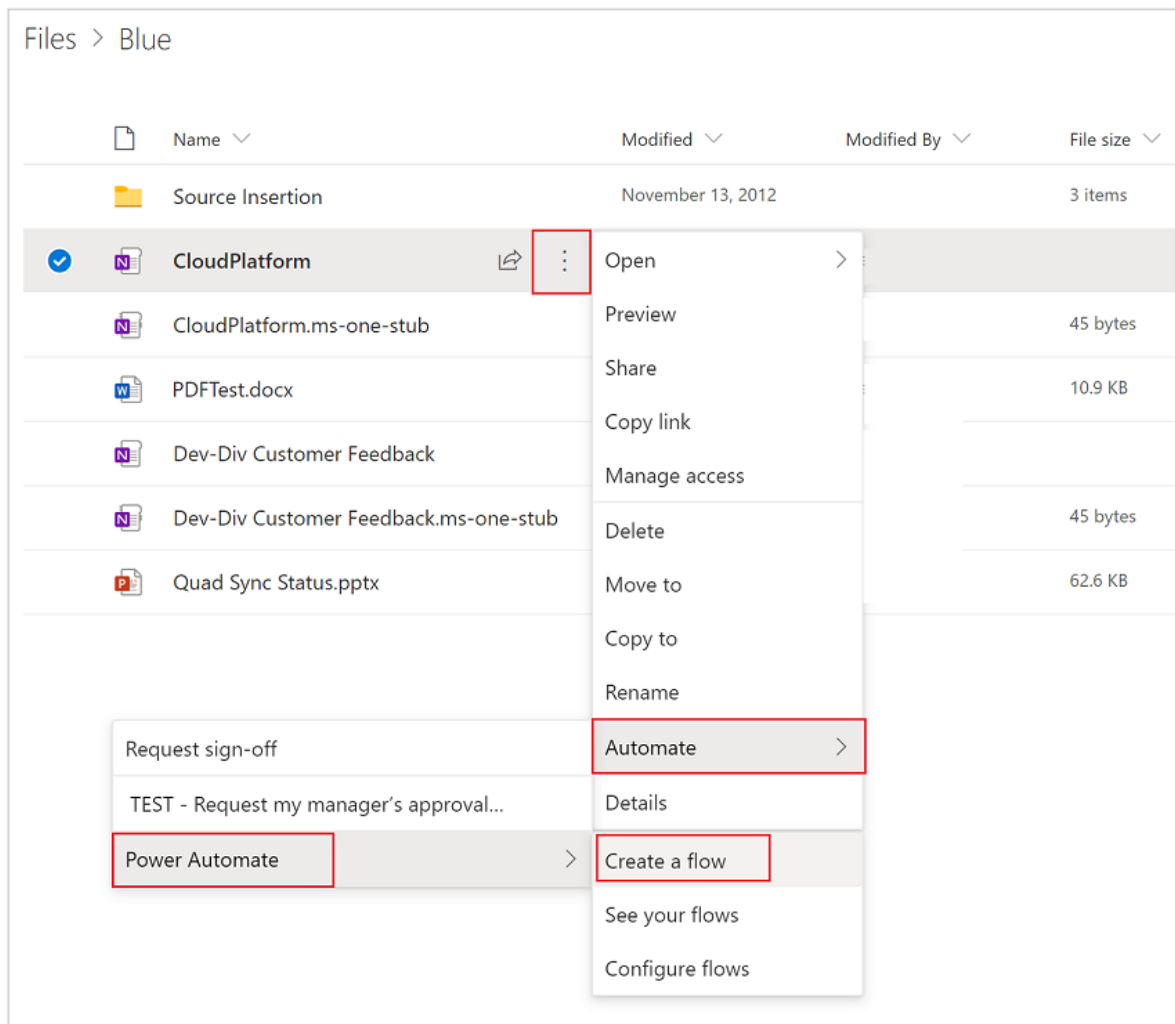 Files > Blue
Name Modified Modified By File size
Source Insertion November 13, 2012 3 items
CloudPlatform
CloudPlatform.ms-one-stub 45 bytes
PDFTest.docx 10.9 KB
Dev-Div Customer Feedback
Dev-Div Customer Feedback.ms-one-stub 45 bytes
Quad Sync Status.pptx 62.6 KB
Open
Preview
Share
Copy link
Manage access
Delete
Move to
Copy to
Rename
Automate
Details
Request sign-off
TEST - Request my manager’s approval...
Power Automate
Create a flow
See your flows
Configure flows